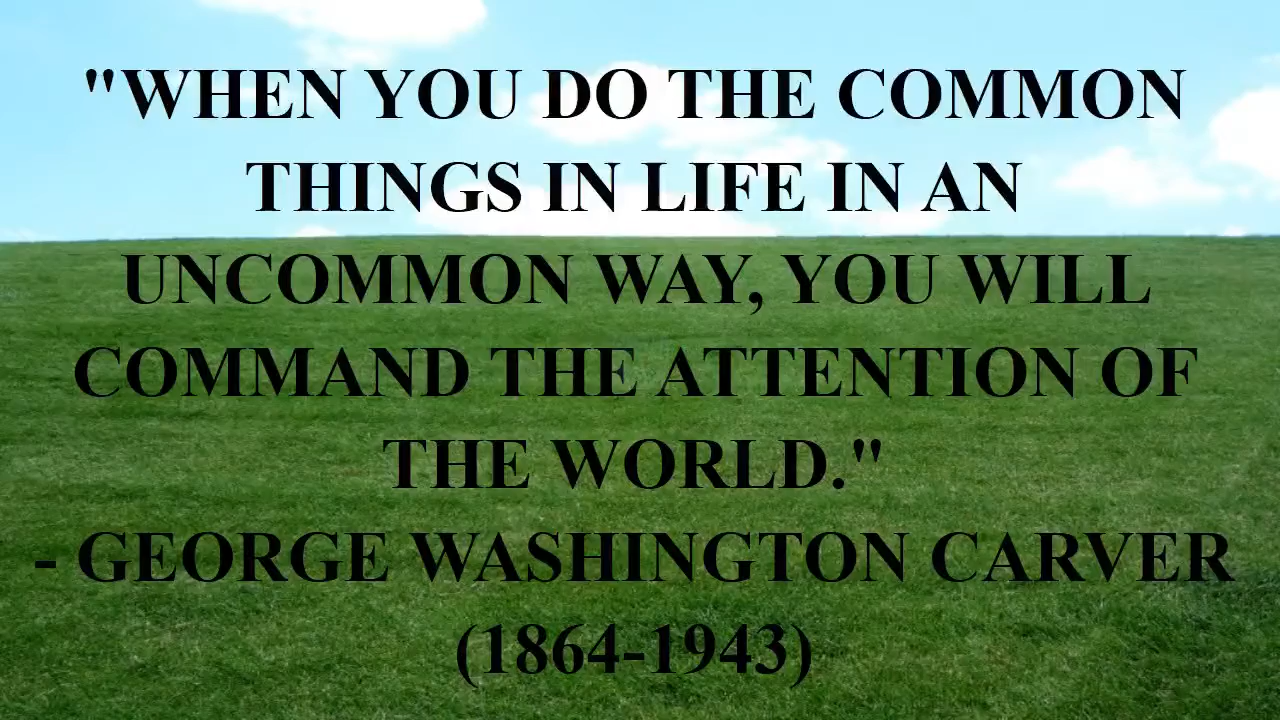 "WHEN YOU DO THE COMMON
THINGS IN LIFE IN AN
UNCOMMON WAY, YOU WILL
COMMAND THE ATTENTION OF
THE WORLD."
- GEORGE WASHINGTON CARVER
(1864-1943)